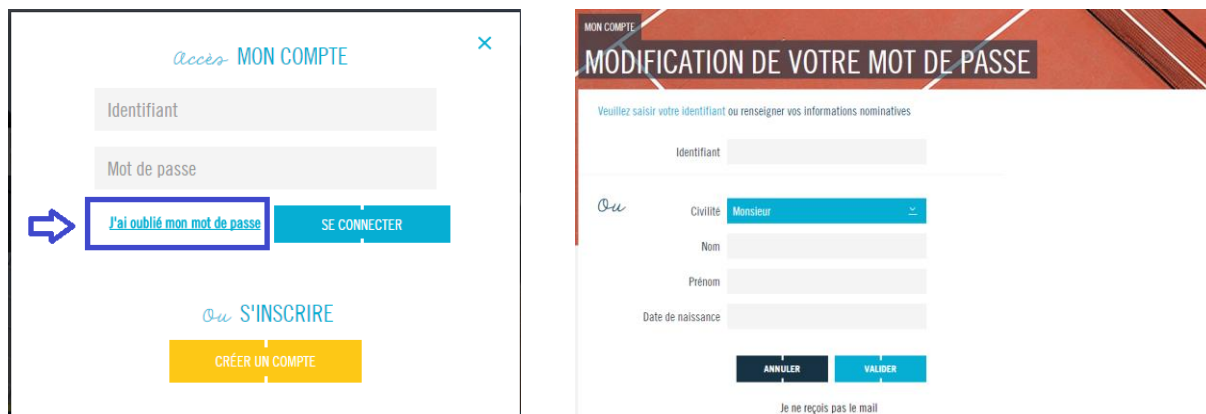 accès MON COMPTE
Identifiant
Mot de passe
J'ai oublié mon mot de passe
SE CONNECTER
Ou S'INSCRIRE
CRÉER UN COMPTE
MON COMPTE
MODIFICATION DE VOTRE MOT DE PASSE
Veuillez saisir votre identifiant ou renseigner vos informations nominatives
Identifiant
Ou
Civilité Monsieur
Nom
Prénom
Date de naissance
ANNULER VALIDER
Je ne reçois pas le mail